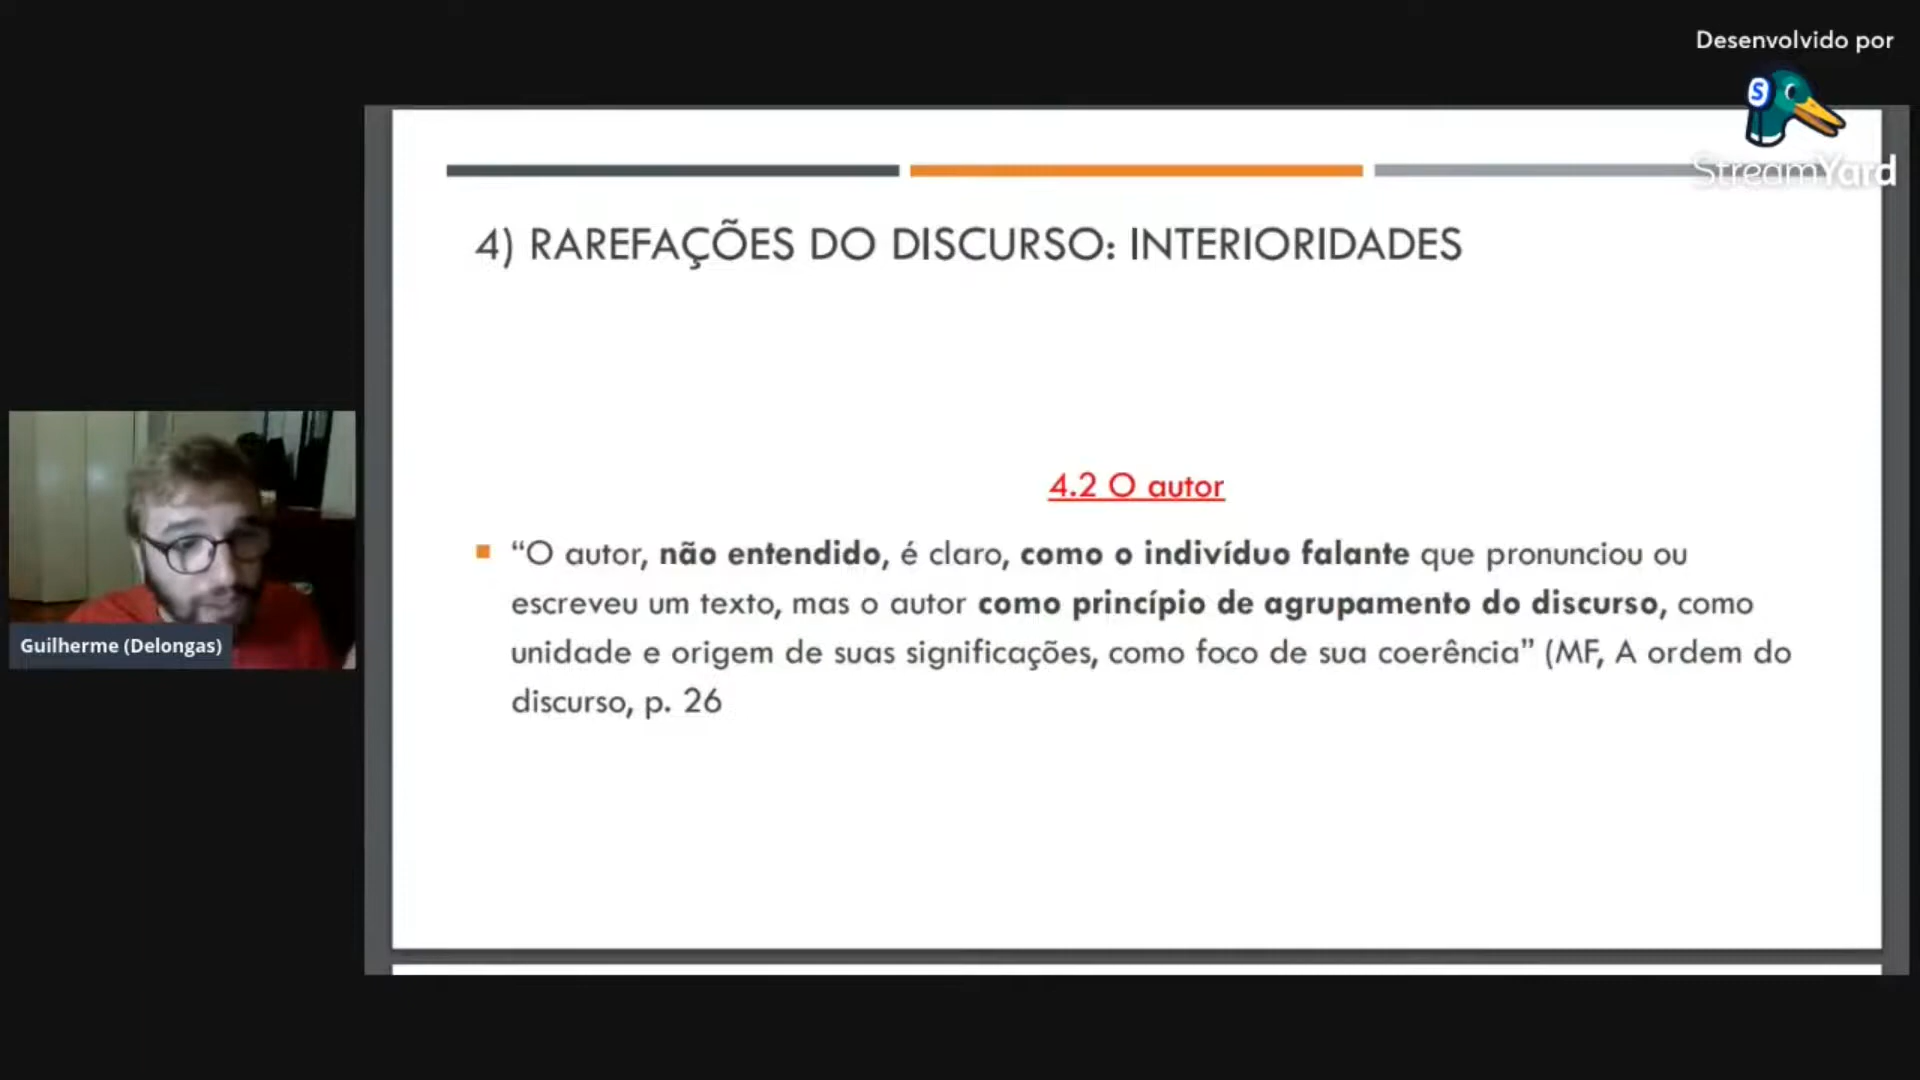 Desenvolvido por
S
StreamYard
4) RAREFAÇÕES DO DISCURSO: INTERIORIDADES
4.2 O autor
“O autor, não entendido, é claro, como o indivíduo falante que pronunciou ou
escreveu um texto, mas o autor como princípio de agrupamento do discurso, como
unidade e origem de suas significações, como foco de sua coerência” (MF, A ordem do
discurso, p. 26
Guilherme (Delongas)